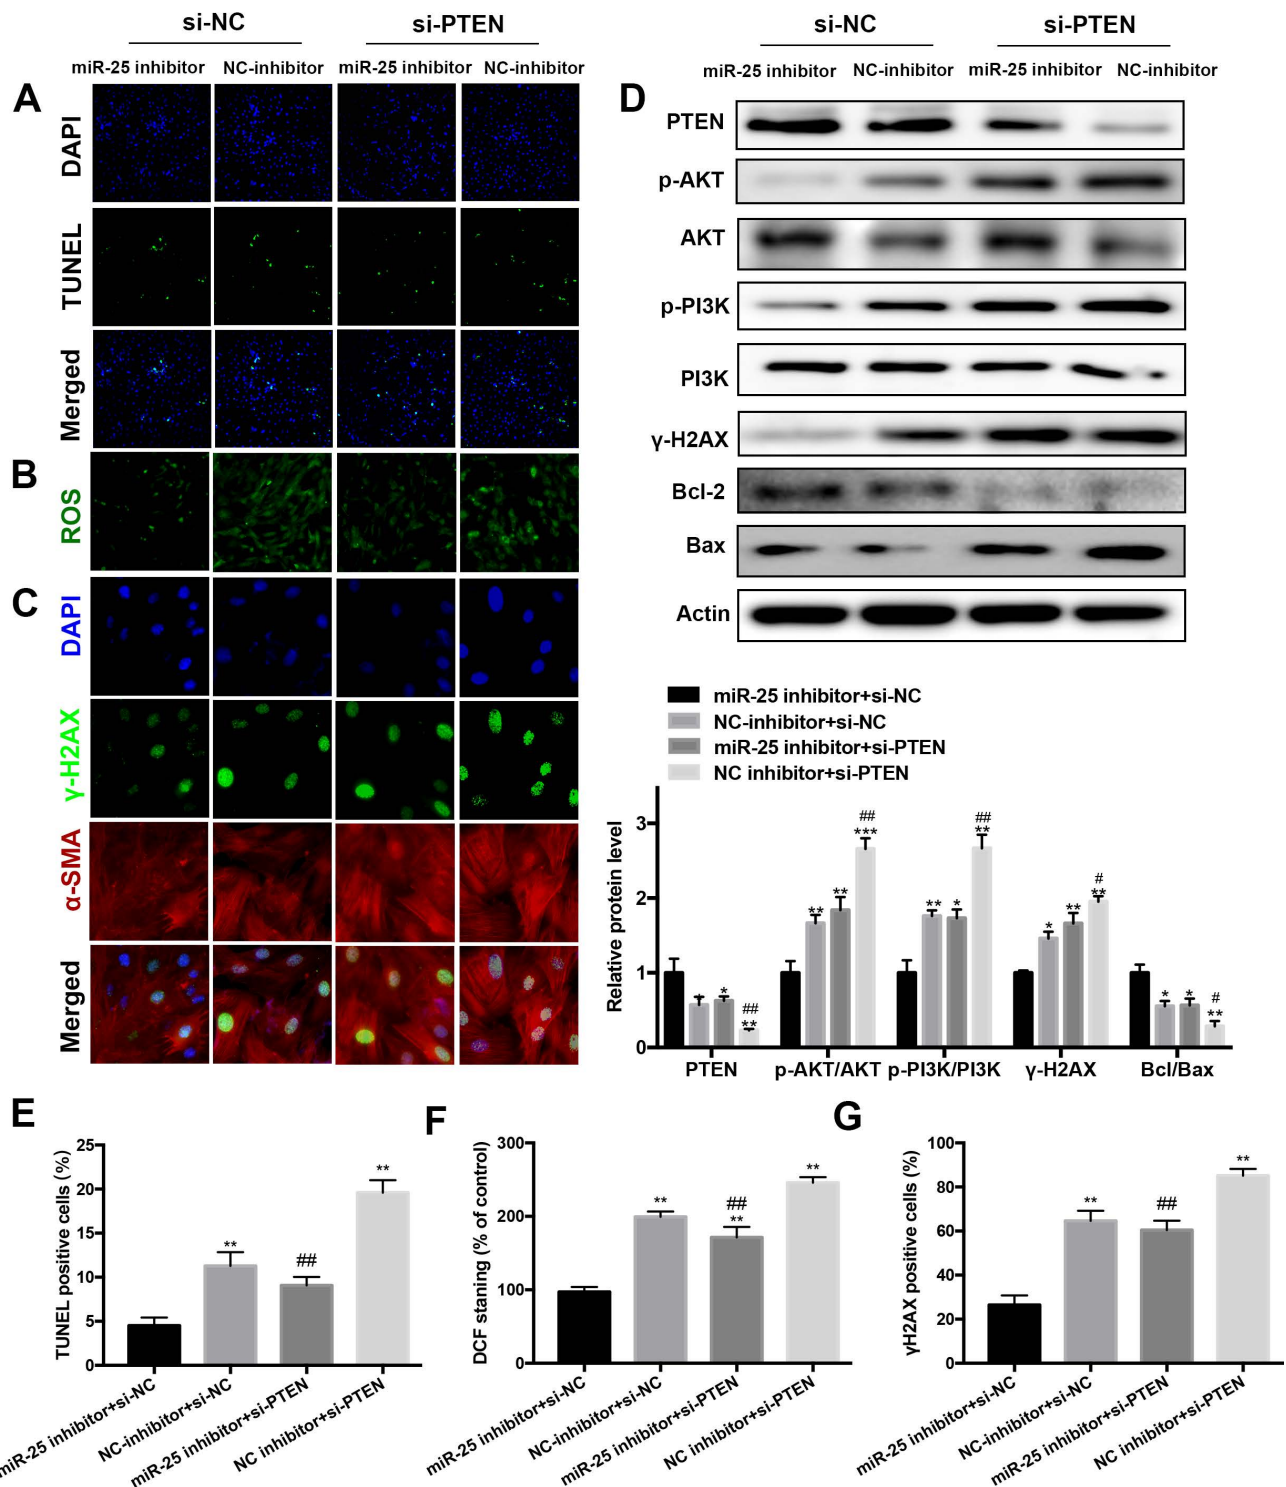 si-NC si-PTEN
miR-25 inhibitor NC-inhibitor miR-25 inhibitor NC-inhibitor
A
DAPI
TUNEL
Merged
B
ROS
C
DAPI
γ-H2AX
α-SMA
Merged
si-NC si-PTEN
miR-25 inhibitor NC-inhibitor miR-25 inhibitor NC-inhibitor
D
PTEN
p-AKT
AKT
p-PI3K
PI3K
γ-H2AX
Bcl-2
Bax
Actin
miR-25 inhibitor+si-NC
NC-inhibitor+si-NC
miR-25 inhibitor+si-PTEN
NC inhibitor+si-PTEN
Relative protein level
3
2
1
0
* * ## **
** ** ## ***
** * ## **
* ** # **
* * # **
PTEN p-AKT/AKT p-PI3K/PI3K γ-H2AX Bcl/Bax
E
TUNEL positive cells (%)
25
20
15
10
5
0
** ## **
miR-25 inhibitor+si-NC
NC-inhibitor+si-NC
miR-25 inhibitor+si-PTEN
NC inhibitor+si-PTEN
F
DCF staning (% of control)
300
200
100
0
** ## ** **
miR-25 inhibitor+si-NC
NC-inhibitor+si-NC
miR-25 inhibitor+si-PTEN
NC inhibitor+si-PTEN
G
γH2AX positive cells (%)
100
80
60
40
20
0
** ## **
miR-25 inhibitor+si-NC
NC-inhibitor+si-NC
miR-25 inhibitor+si-PTEN
NC inhibitor+si-PTEN